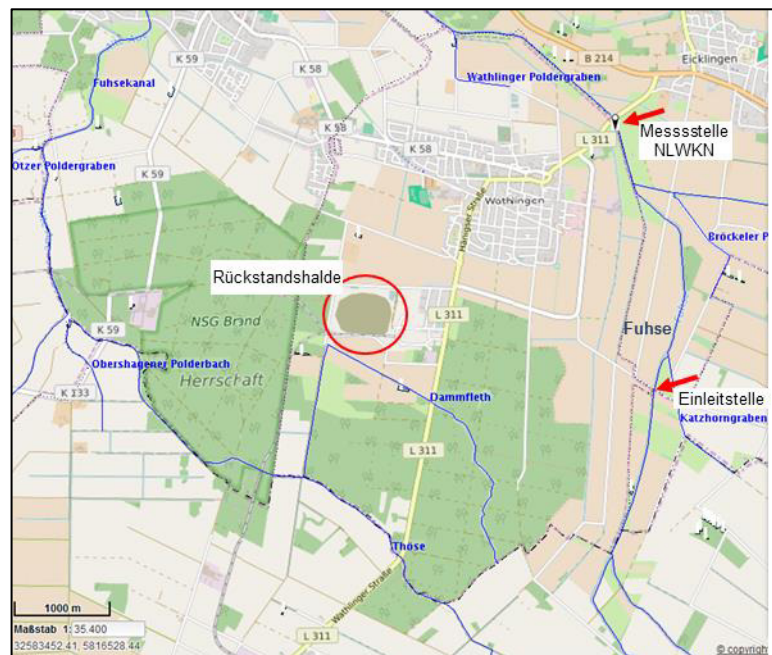 K 59
K 58
B 214
Eicklingen
Fuhsekanal
Wathlinger Poldergraben
Messsstelle
NLWKN
K 58
L 311
K 58
Otzer Poldergraben
K 59
Wathlingen
Hänigser Straße
Bröckeler P
Rückstandshalde
L 311
NSG Brand
Fuhse
K 59
Obershagener Polderbach
Herrschaft
K 133
Dammfleth
Einleitstelle
Katzhorngraben
L 311
Thöse
Wathlinger Straße
1000 m
Maßstab 1: 35.400
L 311
32583452.41, 5816528.44
© copyright